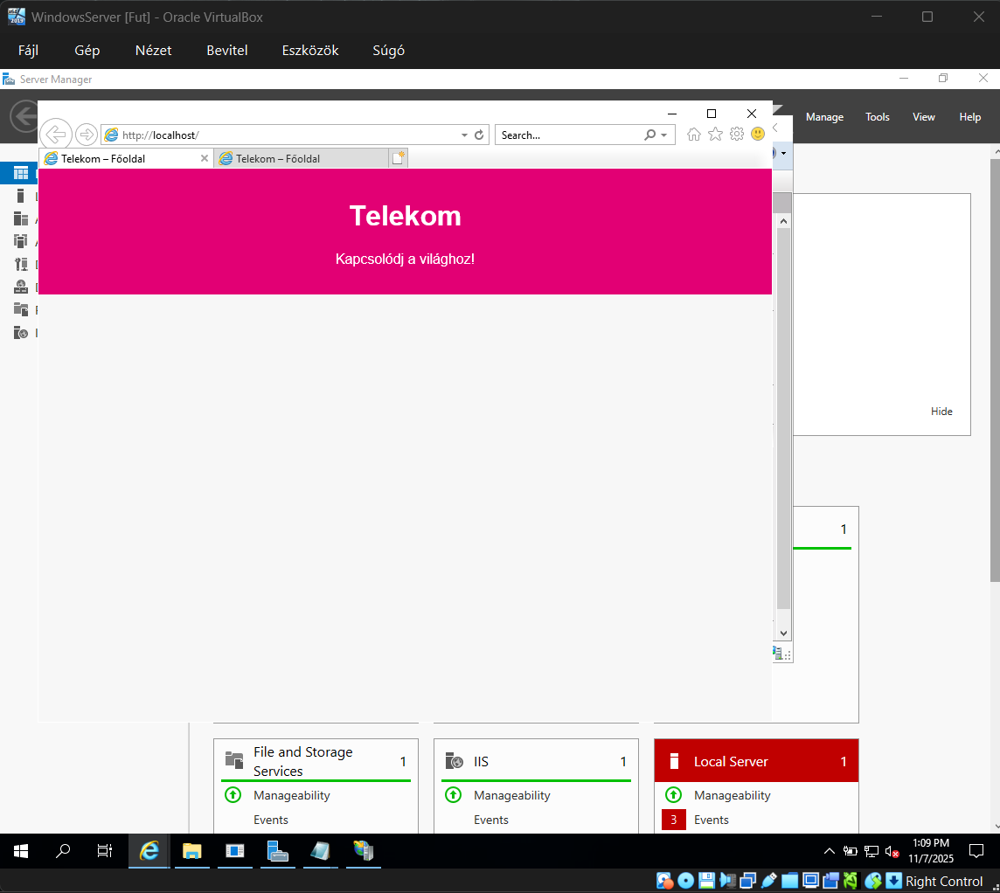 WindowsServer [Fut] - Oracle VirtualBox
Fájl Gép Nézet Bevitel Eszközök Súgó
Server Manager
Manage Tools View Help
http://localhost/ Search...
Telekom – Főoldal Telekom – Főoldal
Telekom
Kapcsolódj a világhoz!
Hide
1
File and Storage Services 1
IIS 1
Local Server 1
Manageability Manageability Manageability
Events Events 3 Events
1:09 PM
11/7/2025
Right Control